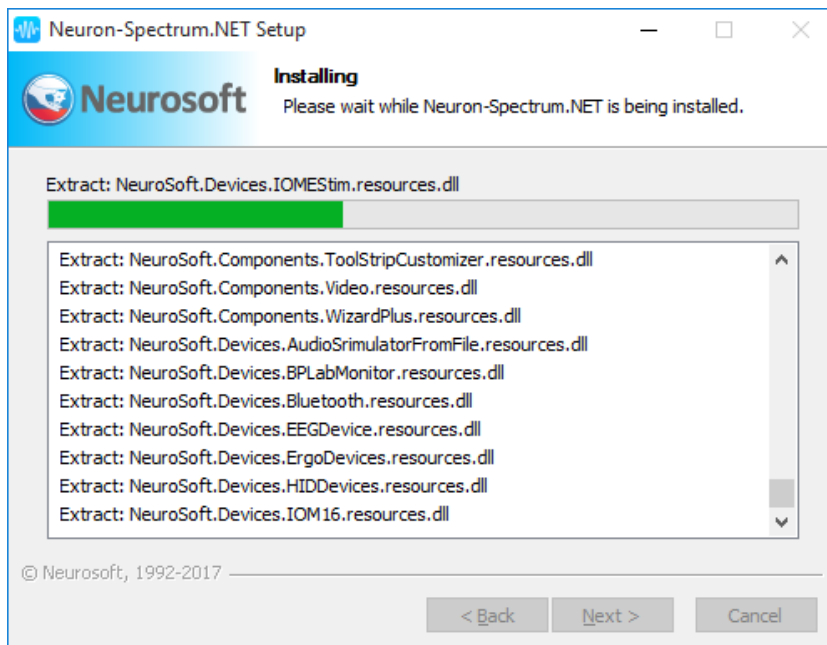 Neuron-Spectrum.NET Setup
Neurosoft
Installing
Please wait while Neuron-Spectrum.NET is being installed.
Extract: NeuroSoft.Devices.IOMEStim.resources.dll
Extract: NeuroSoft.Components.ToolStripCustomizer.resources.dll
Extract: NeuroSoft.Components.Video.resources.dll
Extract: NeuroSoft.Components.WizardPlus.resources.dll
Extract: NeuroSoft.Devices.AudioSrimulatorFromFile.resources.dll
Extract: NeuroSoft.Devices.BPLabMonitor.resources.dll
Extract: NeuroSoft.Devices.Bluetooth.resources.dll
Extract: NeuroSoft.Devices.EEGDevice.resources.dll
Extract: NeuroSoft.Devices.ErgoDevices.resources.dll
Extract: NeuroSoft.Devices.HIDDevices.resources.dll
Extract: NeuroSoft.Devices.IOM16.resources.dll
© Neurosoft, 1992-2017
< Back Next > Cancel